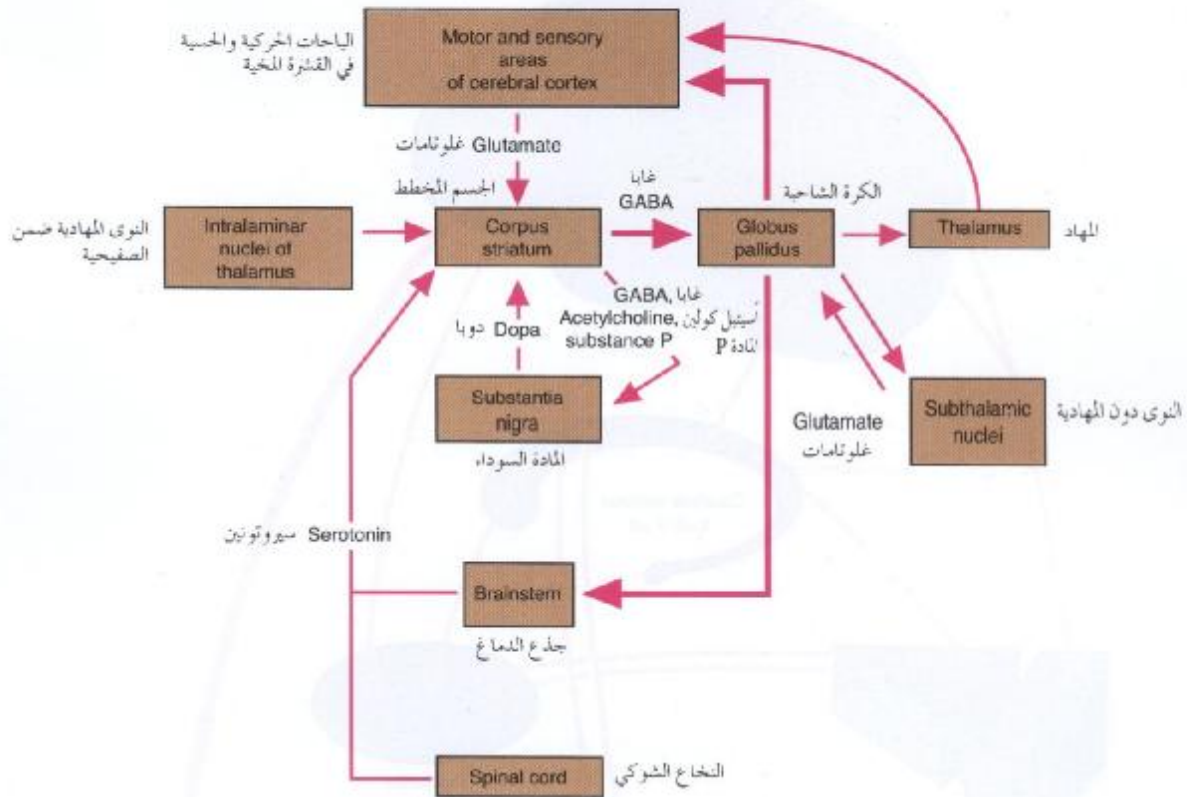 الباحات الحركية والحسية
في القشرة المخية
Motor and sensory
areas
of cerebral cortex
غلوتامات Glutamate
الجسم المخطط
غابا
GABA
الكرة الشاحبة
النوى المهادية ضمن
الصفيحية
Intralaminar
nuclei of
thalamus
Corpus
striatum
Globus
pallidus
Thalamus
المهاد
GABA, غابا
Acetylcholine, أسيتيل كولين
substance P المادة P
دوبا Dopa
Substantia
nigra
المادة السوداء
Glutamate
غلوتامات
Subthalamic
nuclei
النوى دون المهادية
سيروتونين Serotonin
Brainstem
جذع الدماغ
Spinal cord
النخاع الشوكي